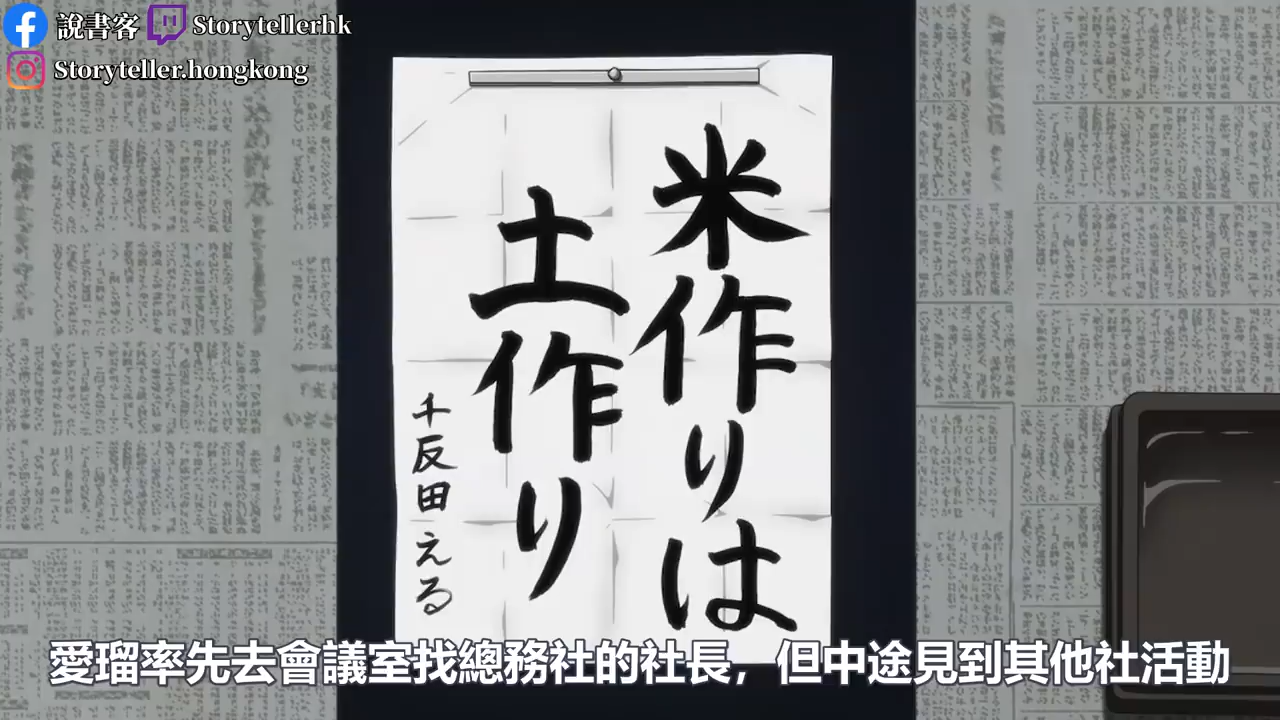 說書客 Storytellerhk
Storyteller.hongkong
米作りは
土作り
千反田える
愛瑠率先去會議室找總務社的社長，但中途見到其他社活動